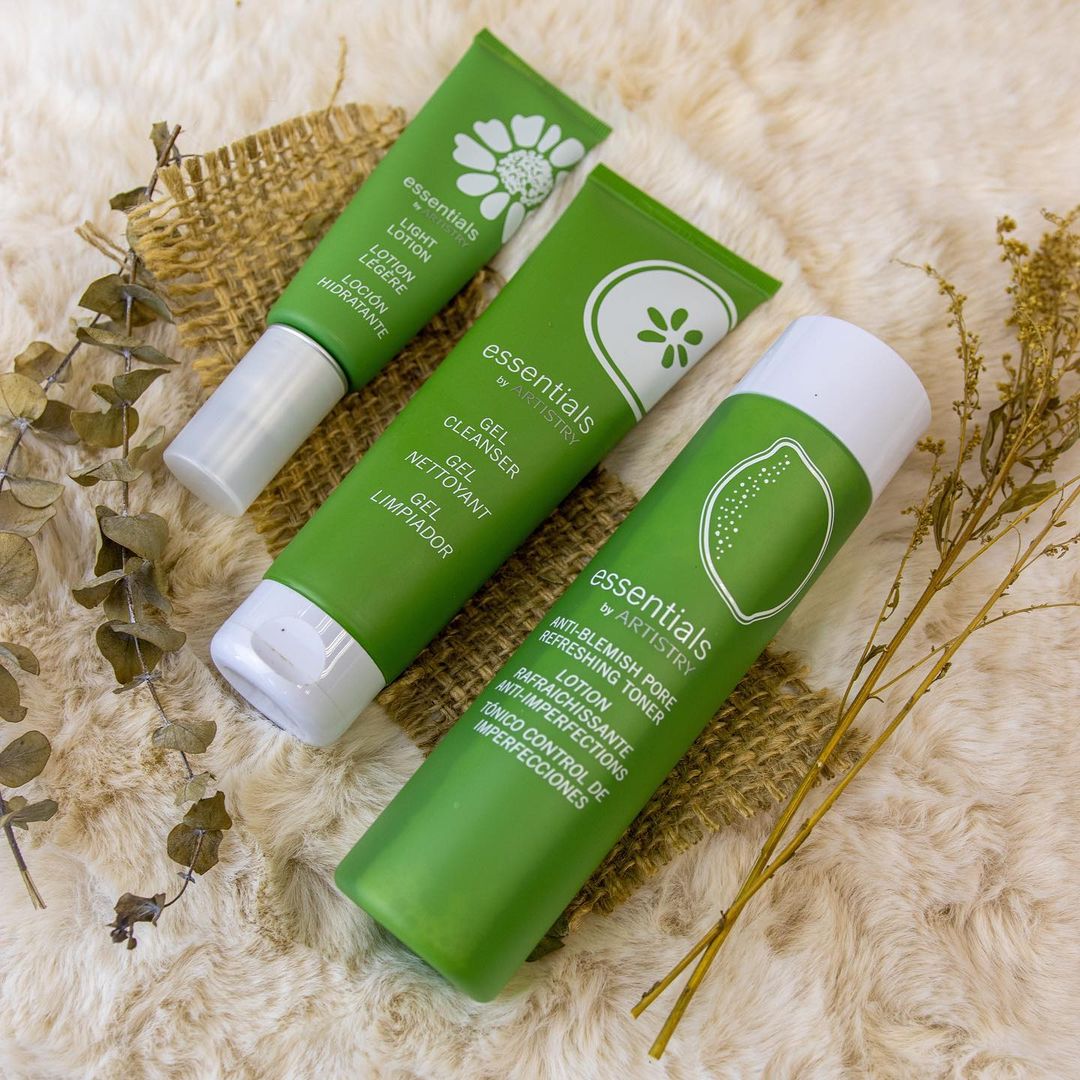 essentials
by ARTISTRY
LIGHT
LOTION
LOTION
LÉGÈRE
LOCIÓN
HIDRATANTE
essentials
by ARTISTRY
GEL
CLEANSER
GEL
NETTOYANT
GEL
LIMPIADOR
essentials
by ARTISTRY
ANTI-BLEMISH PORE
REFRESHING TONER
LOTION
RAFRAICHISSANTE
ANTI-IMPERFECTIONS
TÓNICO CONTROL DE
IMPERFECCIONES